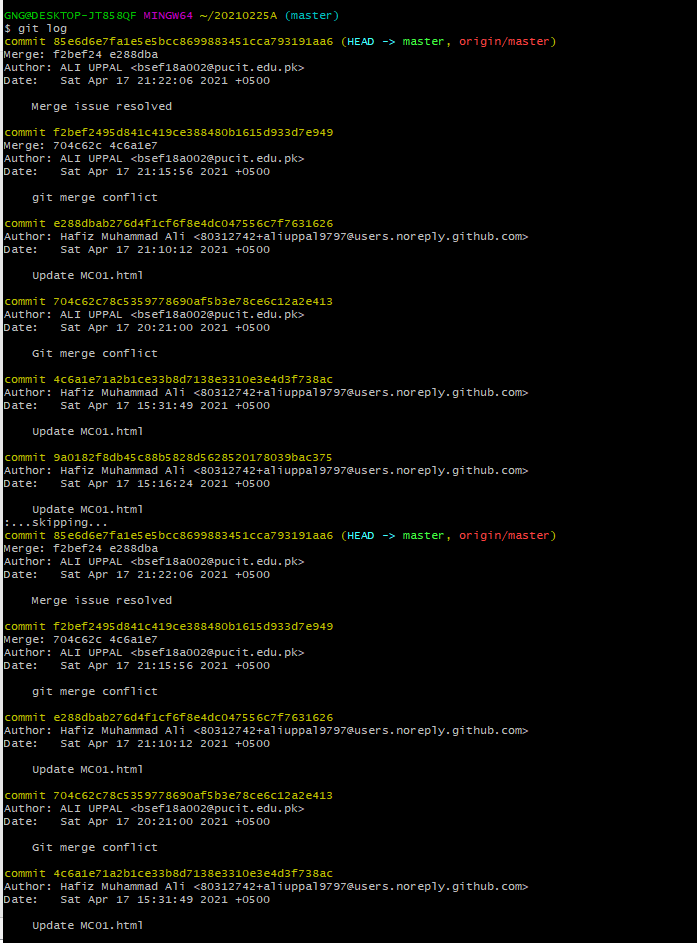 GNG@DESKTOP-JT858QF MINGW64 ~/20210225A (master)
$ git log
commit 85e6d6e7fa1e5e5bcc8699883451cca793191aa6 (HEAD -> master, origin/master)
Merge: f2bef24 e288dba
Author: ALI UPPAL <bsef18a002@pucit.edu.pk>
Date:   Sat Apr 17 21:22:06 2021 +0500

    Merge issue resolved

commit f2bef2495d841c419ce388480b1615d933d7e949
Merge: 704c62c 4c6a1e7
Author: ALI UPPAL <bsef18a002@pucit.edu.pk>
Date:   Sat Apr 17 21:15:56 2021 +0500

    git merge conflict

commit e288dbab276d4f1cf6f8e4dc047556c7f7631626
Author: Hafiz Muhammad Ali <80312742+aliuppal9797@users.noreply.github.com>
Date:   Sat Apr 17 21:10:12 2021 +0500

    Update MC01.html

commit 704c62c78c5359778690af5b3e78ce6c12a2e413
Author: ALI UPPAL <bsef18a002@pucit.edu.pk>
Date:   Sat Apr 17 20:21:00 2021 +0500

    Git merge conflict

commit 4c6a1e71a2b1ce33b8d7138e3310e3e4d3f738ac
Author: Hafiz Muhammad Ali <80312742+aliuppal9797@users.noreply.github.com>
Date:   Sat Apr 17 15:31:49 2021 +0500

    Update MC01.html

commit 9a0182f8db45c88b5828d5628520178039bac375
Author: Hafiz Muhammad Ali <80312742+aliuppal9797@users.noreply.github.com>
Date:   Sat Apr 17 15:16:24 2021 +0500

    Update MC01.html
:...skipping...
commit 85e6d6e7fa1e5e5bcc8699883451cca793191aa6 (HEAD -> master, origin/master)
Merge: f2bef24 e288dba
Author: ALI UPPAL <bsef18a002@pucit.edu.pk>
Date:   Sat Apr 17 21:22:06 2021 +0500

    Merge issue resolved

commit f2bef2495d841c419ce388480b1615d933d7e949
Merge: 704c62c 4c6a1e7
Author: ALI UPPAL <bsef18a002@pucit.edu.pk>
Date:   Sat Apr 17 21:15:56 2021 +0500

    git merge conflict

commit e288dbab276d4f1cf6f8e4dc047556c7f7631626
Author: Hafiz Muhammad Ali <80312742+aliuppal9797@users.noreply.github.com>
Date:   Sat Apr 17 21:10:12 2021 +0500

    Update MC01.html

commit 704c62c78c5359778690af5b3e78ce6c12a2e413
Author: ALI UPPAL <bsef18a002@pucit.edu.pk>
Date:   Sat Apr 17 20:21:00 2021 +0500

    Git merge conflict

commit 4c6a1e71a2b1ce33b8d7138e3310e3e4d3f738ac
Author: Hafiz Muhammad Ali <80312742+aliuppal9797@users.noreply.github.com>
Date:   Sat Apr 17 15:31:49 2021 +0500

    Update MC01.html